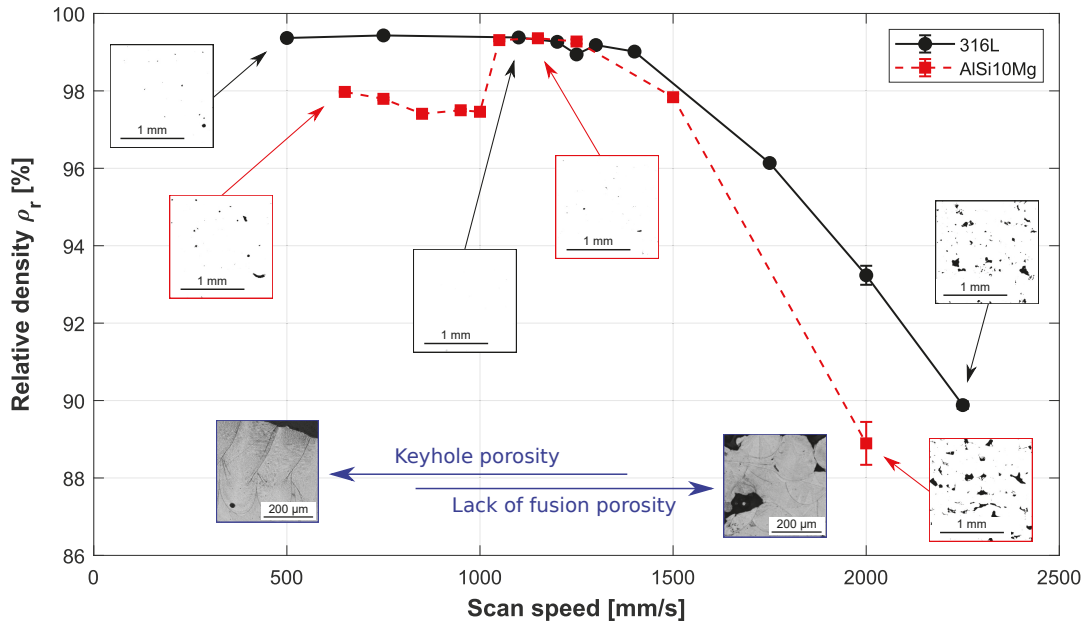 100
98
96
94
92
90
88
86
Relative density ρr [%]
316L
AlSi10Mg
1 mm
1 mm
1 mm
1 mm
1 mm
1 mm
Keyhole porosity
Lack of fusion porosity
200 µm
200 µm
0
500
1000
1500
2000
2500
Scan speed [mm/s]